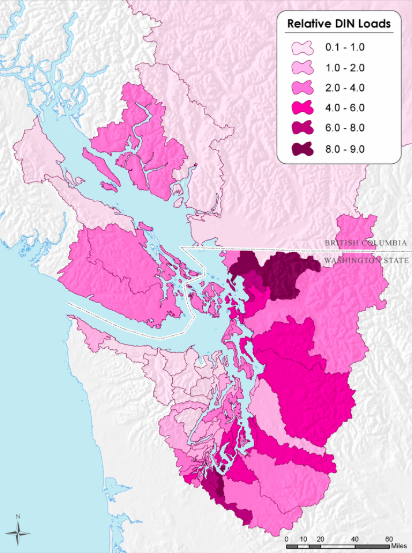 Relative DIN Loads
0.1 - 1.0
1.0 - 2.0
2.0 - 4.0
4.0 - 6.0
6.0 - 8.0
8.0 - 9.0
BRITISH COLUMBIA
WASHINGTON STATE
N
0 10 20 40 60
Miles